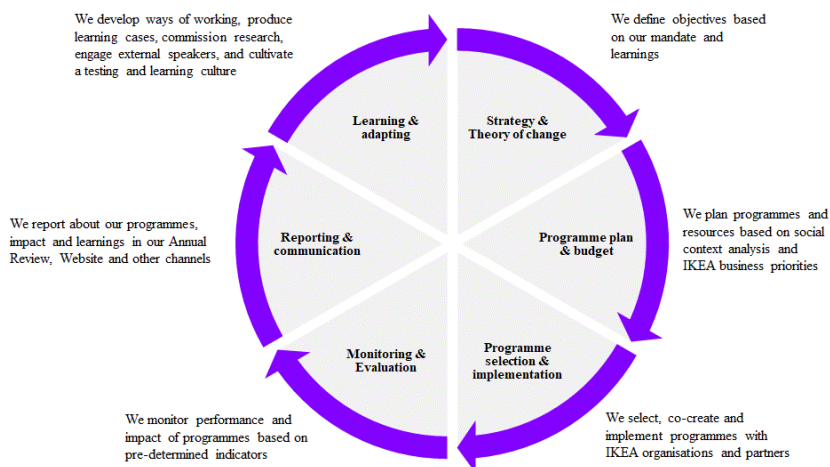 We develop ways of working, produce
learning cases, commission research,
engage external speakers, and cultivate
a testing and learning culture
We define objectives based
on our mandate and
learnings
Learning &
adapting
Strategy &
Theory of change
We report about our programmes,
impact and learnings in our Annual
Review, Website and other channels
Reporting &
communication
Programme plan
& budget
We plan programmes and
resources based on social
context analysis and
IKEA business priorities
Monitoring &
Evaluation
Programme
selection &
implementation
We monitor performance and
impact of programmes based on
pre-determined indicators
We select, co-create and
implement programmes with
IKEA organisations and partners